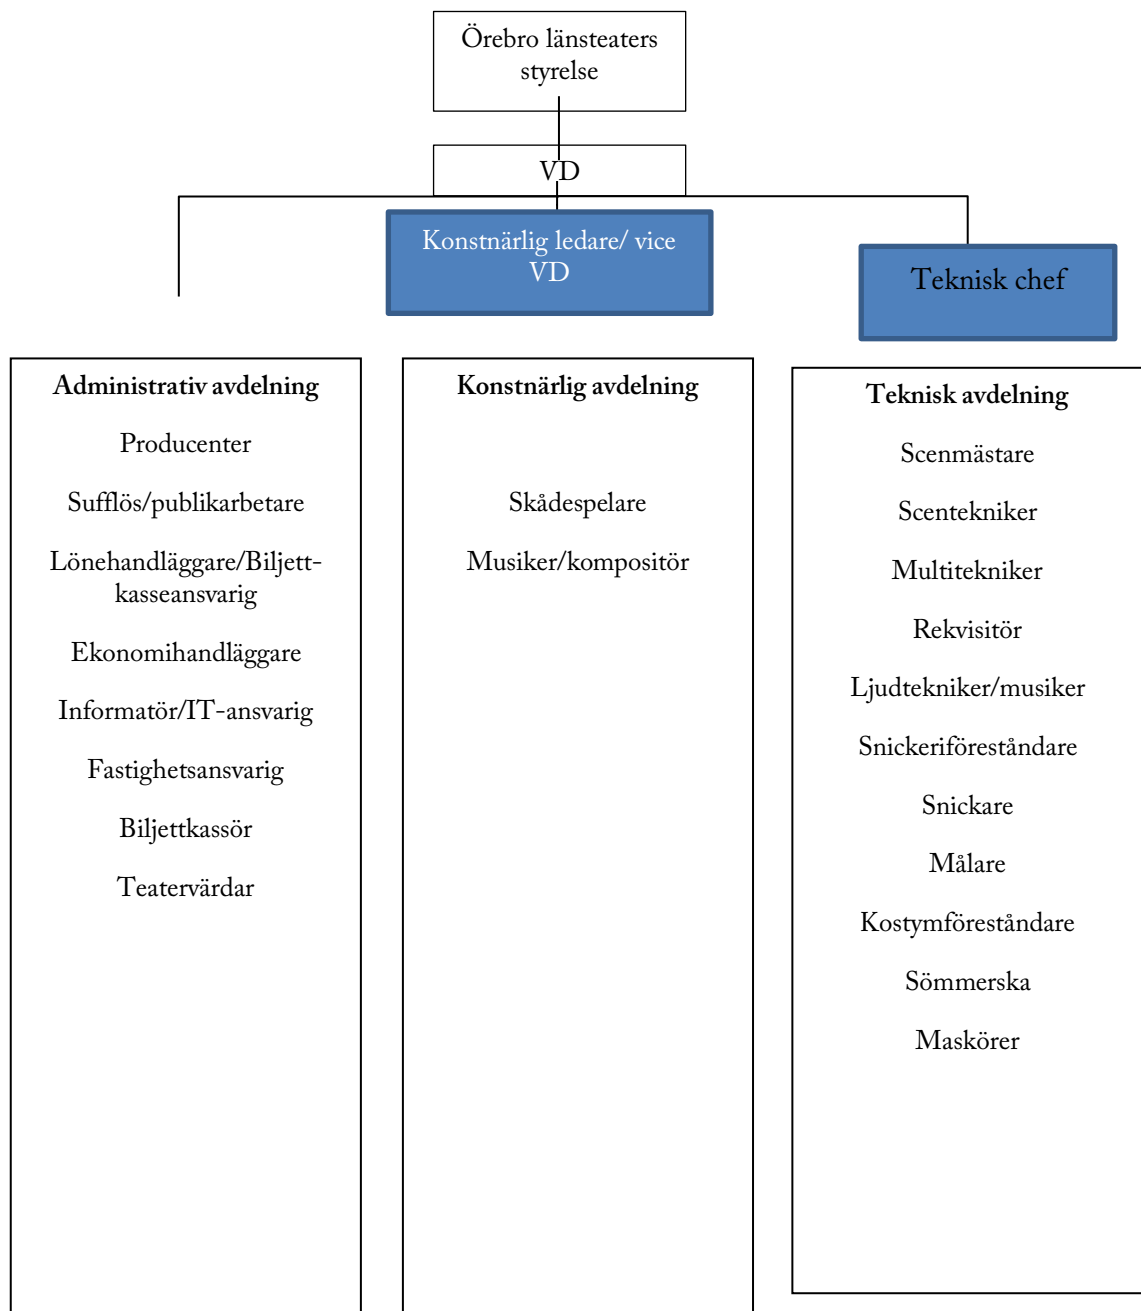 Örebro länsteaters
styrelse
VD
Konstnärlig ledare/ vice
VD
Teknisk chef
Administrativ avdelning
Producenter
Sufflös/publikarbetare
Lönehandläggare/Biljett-
kasseansvarig
Ekonomihandläggare
Informatör/IT-ansvarig
Fastighetsansvarig
Biljettkassör
Teatervärdar
Konstnärlig avdelning
Skådespelare
Musiker/kompositör
Teknisk avdelning
Scenmästare
Scentekniker
Multitekniker
Rekvisitör
Ljudtekniker/musiker
Snickeriföreståndare
Snickare
Målare
Kostymföreståndare
Sömmerska
Maskörer